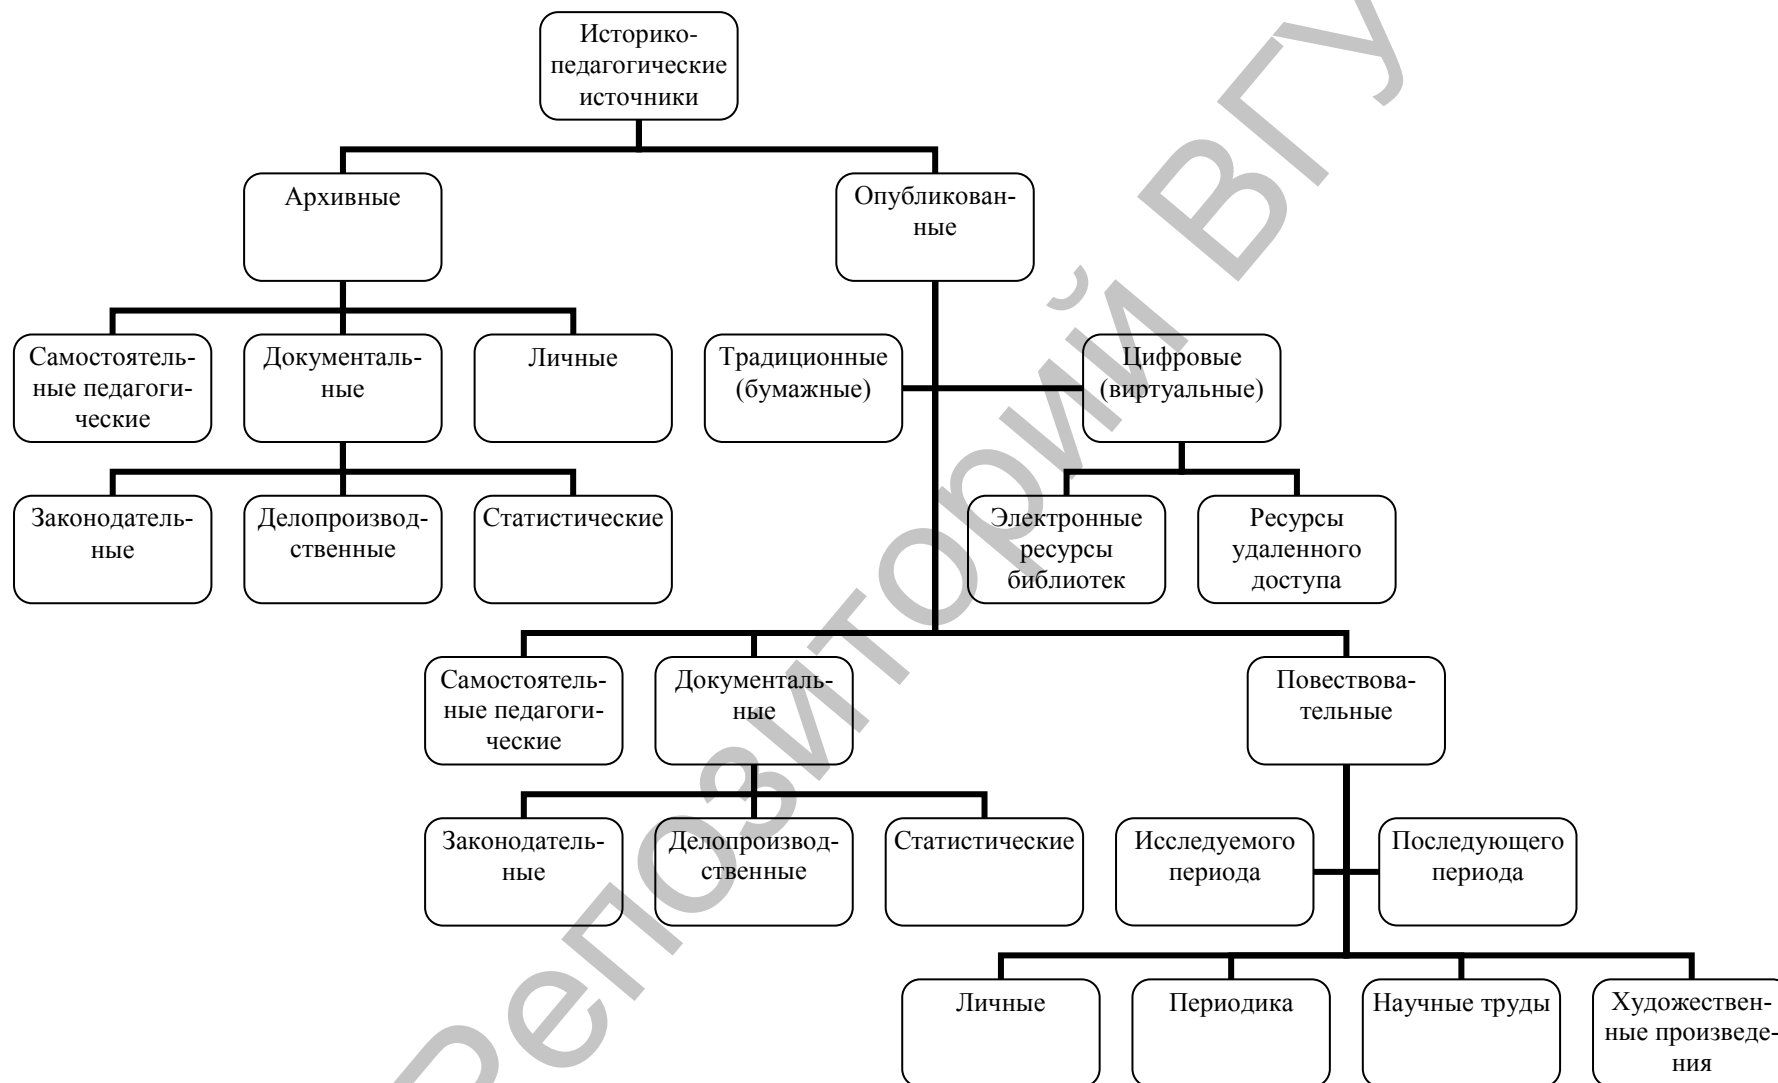 Историко-
педагогические
источники
Архивные
Опубликован-
ные
Самостоятель-
ные педагоги-
ческие
Документаль-
ные
Личные
Традиционные
(бумажные)
Цифровые
(виртуальные)
Законодатель-
ные
Делопроизвод-
ственные
Статистические
Электронные
ресурсы
библиотек
Ресурсы
удаленного
доступа
Самостоятель-
ные педагоги-
ческие
Документаль-
ные
Повествова-
тельные
Законодатель-
ные
Делопроизвод-
ственные
Статистические
Исследуемого
периода
Последующего
периода
Личные
Периодика
Научные труды
Художествен-
ные произведе-
ния
Репозиторий ВГУ